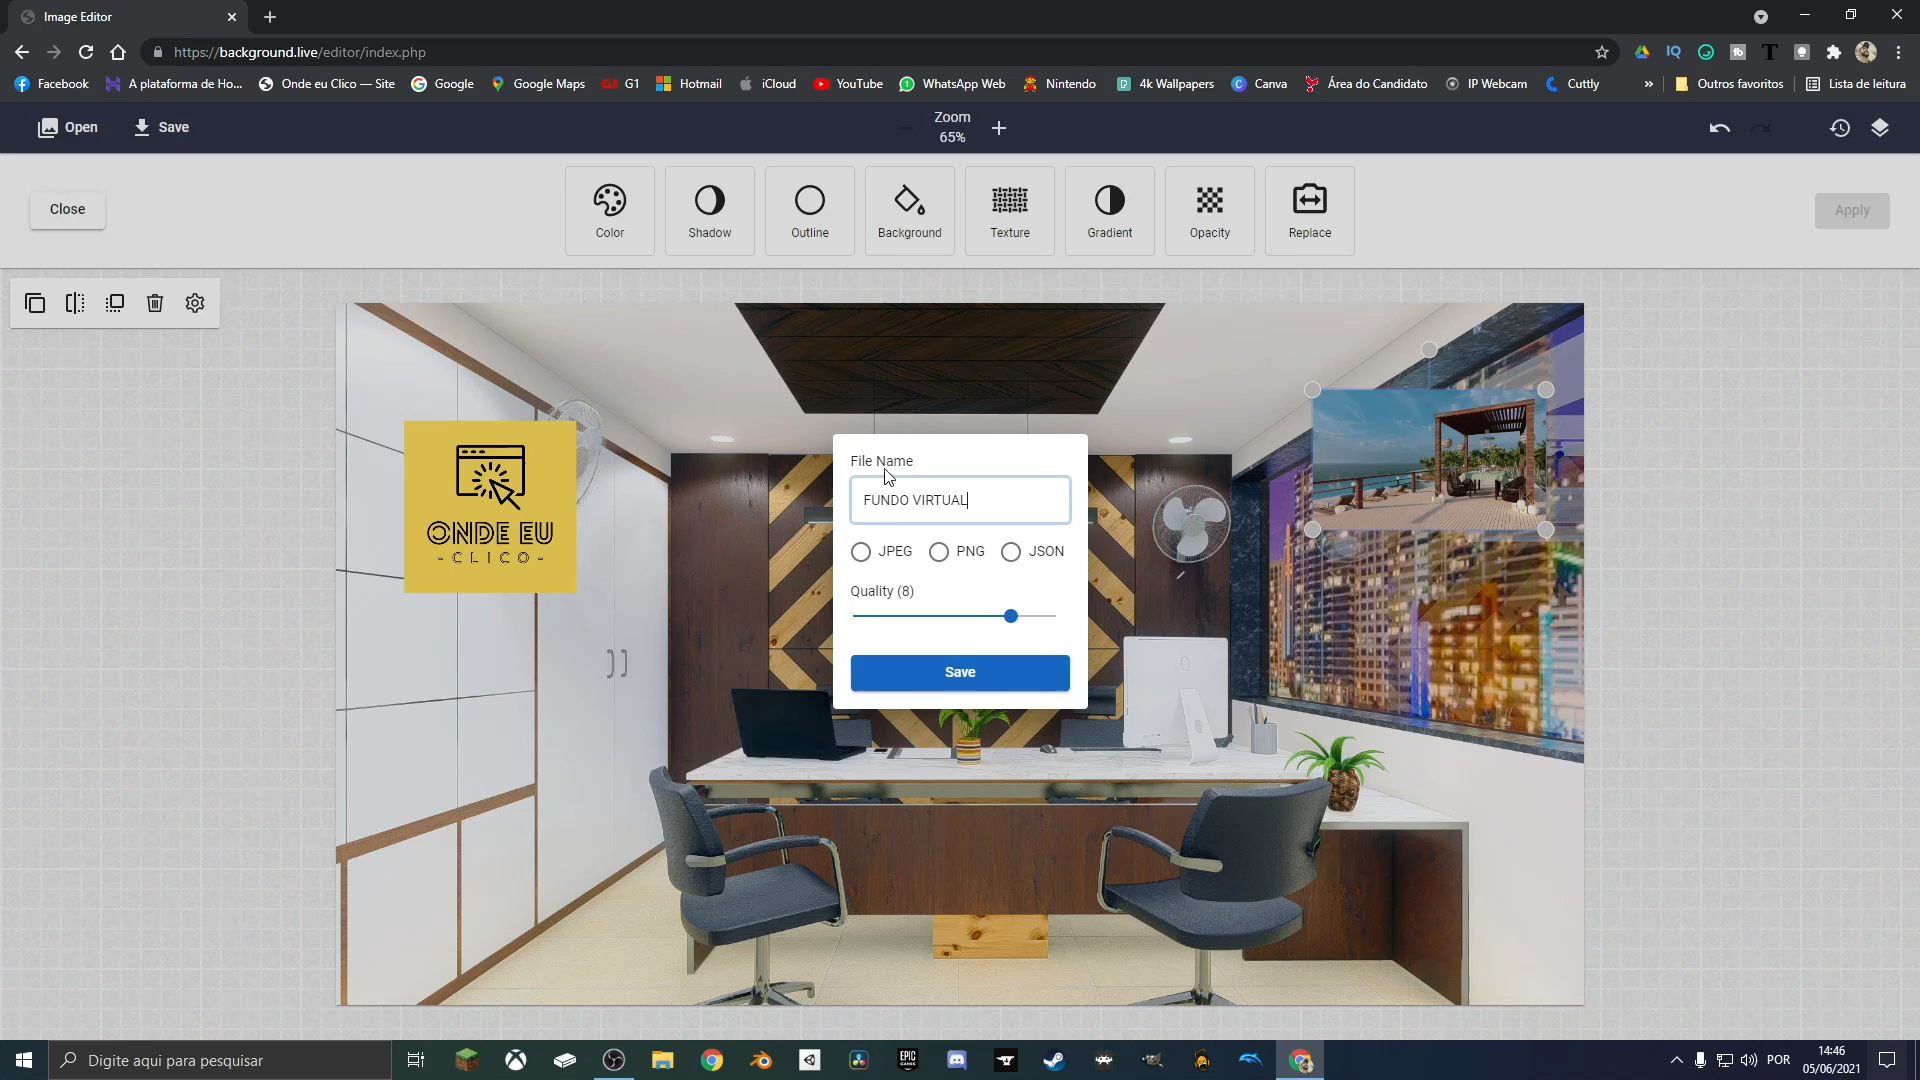 Image Editor
https://background.live/editor/index.php
Facebook
A plataforma de Ho...
Onde eu Clico — Site
Google
Google Maps
G1
Hotmail
iCloud
YouTube
WhatsApp Web
Nintendo
4k Wallpapers
Canva
Área do Candidato
IP Webcam
Cuttly
»
Outros favoritos
Lista de leitura
Open
Save
Zoom
65%
Close
Color
Shadow
Outline
Background
Texture
Gradient
Opacity
Replace
Apply
ONDE EU
- CLICO -
File Name
FUNDO VIRTUAL
JPEG
PNG
JSON
Quality (8)
Save
Digite aqui para pesquisar
EPIC
GAMES
POR
14:46
05/06/2021